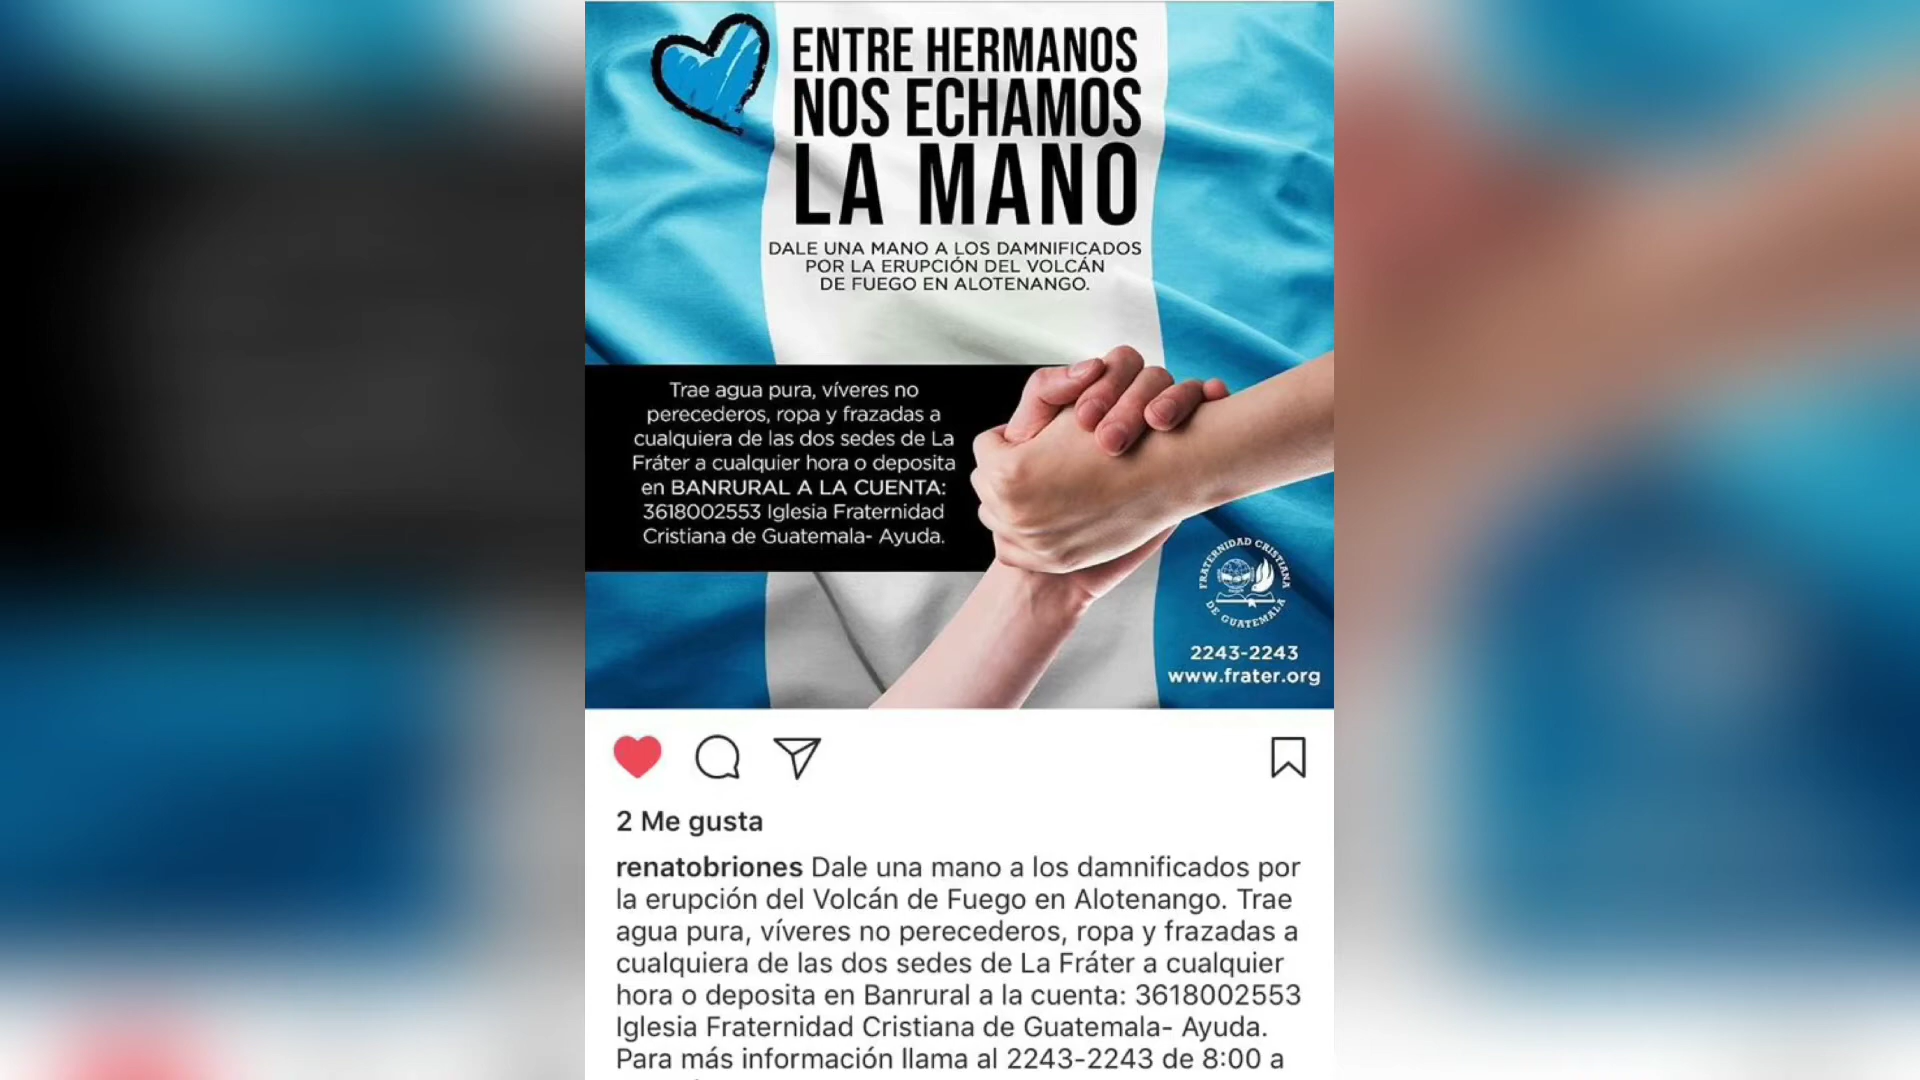 ENTRE HERMANOS
NOS ECHAMOS
LA MANO
DALE UNA MANO A LOS DAMNIFICADOS
POR LA ERUPCIÓN DEL VOLCÁN
DE FUEGO EN ALOTENANGO.
Trae agua pura, víveres no
perecederos, ropa y frazadas a
cualquiera de las dos sedes de La
Fráter a cualquier hora o deposita
en BANRURAL A LA CUENTA:
3618002553 Iglesia Fraternidad
Cristiana de Guatemala- Ayuda.
FRATERNIDAD CRISTIANA
DE GUATEMALA
2243-2243
www.frater.org
2 Me gusta
renatobriones Dale una mano a los damnificados por
la erupción del Volcán de Fuego en Alotenango. Trae
agua pura, víveres no perecederos, ropa y frazadas a
cualquiera de las dos sedes de La Fráter a cualquier
hora o deposita en Banrural a la cuenta: 3618002553
Iglesia Fraternidad Cristiana de Guatemala- Ayuda.
Para más información llama al 2243-2243 de 8:00 a